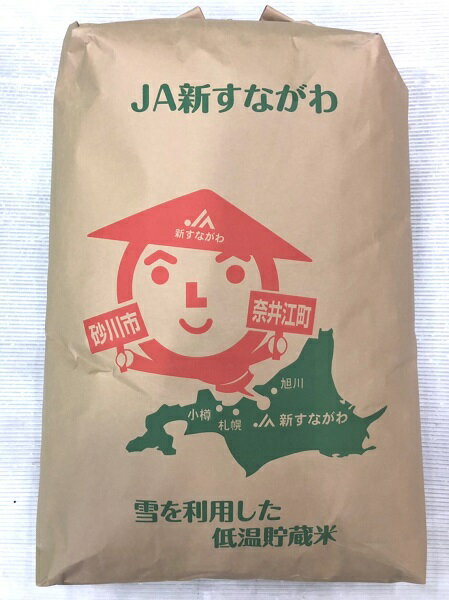 JA新すながわ
JA
新すながわ
砂川市
奈井江町
旭川
小樽
札幌
JA 新すながわ
雪を利用した
低温貯蔵米